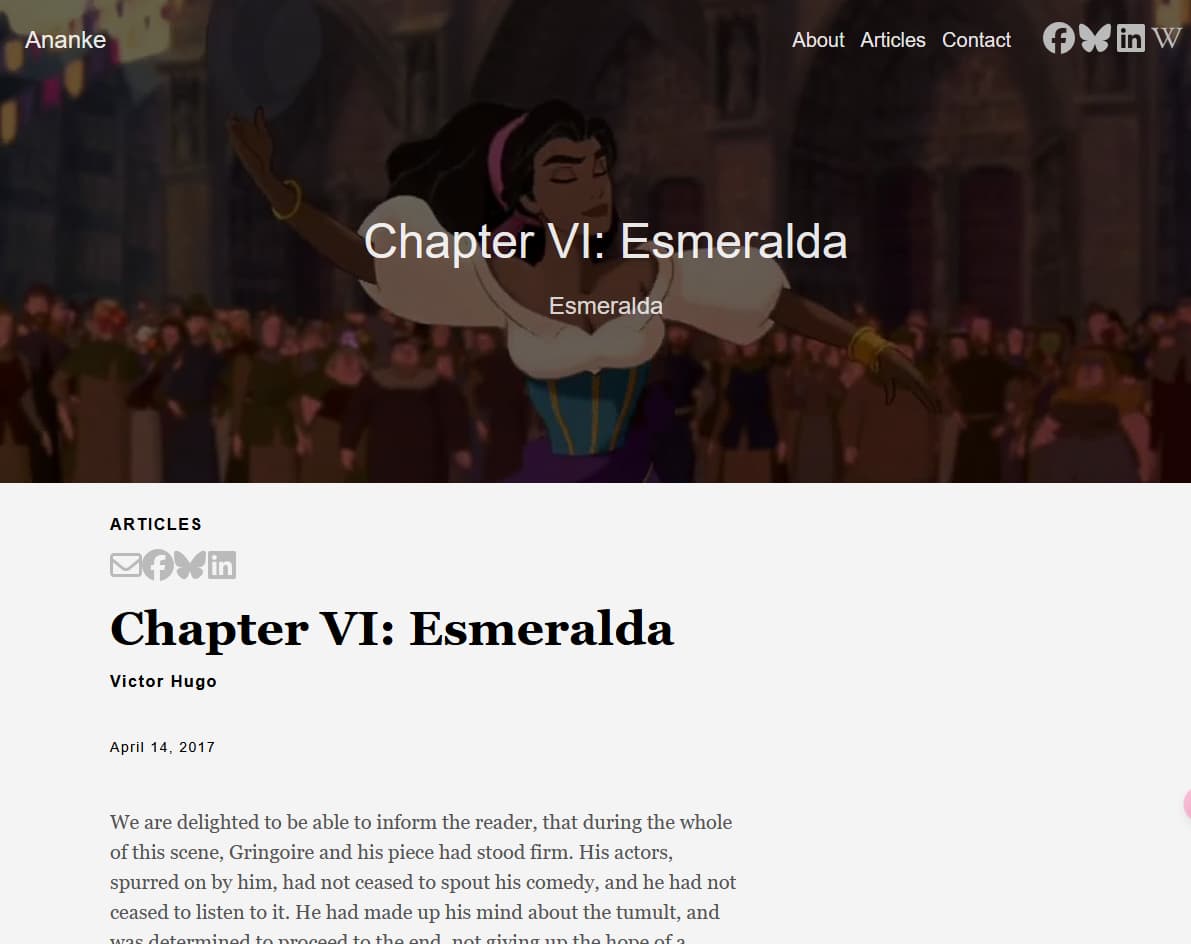 Ananke
About Articles Contact
Chapter VI: Esmeralda
Esmeralda
ARTICLES
Chapter VI: Esmeralda
Victor Hugo
April 14, 2017
We are delighted to be able to inform the reader, that during the whole
of this scene, Gringoire and his piece had stood firm. His actors,
spurred on by him, had not ceased to spout his comedy, and he had not
ceased to listen to it. He had made up his mind about the tumult, and
was determined to proceed to the end, not giving up the hope of a